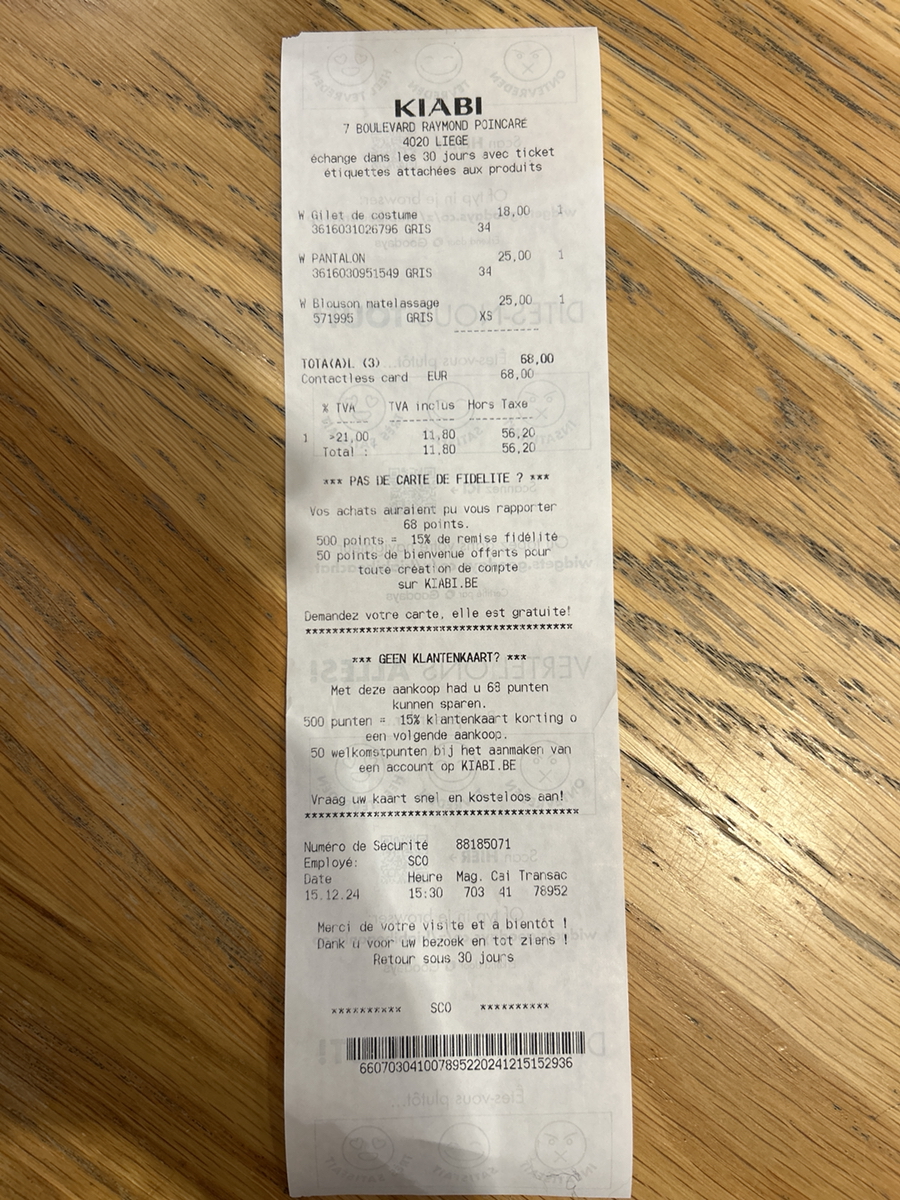 KIABI
7 BOULEVARD RAYMOND POINCARE
4020 LIEGE
échange dans les 30 jours avec ticket
étiquettes attachées aux produits
W Gilet de costume 18,00 1
3616031026796 GRIS 34
W PANTALON 25,00 1
3616030951549 GRIS 34
W Blouson matelassage 25,00 1
571995 GRIS XS
TOTA(A)L (3) 68,00
Contactless card EUR 68,00
% TVA TVA inclus Hors Taxe
1 >21,00 11,80 56,20
Total : 11,80 56,20
*** PAS DE CARTE DE FIDELITE ? ***
Vos achats auraient pu vous rapporter
68 points.
500 points = 15% de remise fidélité
50 points de bienvenue offerts pour
toute création de compte
sur KIABI.BE
Demandez votre carte, elle est gratuite!
****************************************
*** GEEN KLANTENKAART? ***
Met deze aankoop had u 68 punten
kunnen sparen.
500 punten = 15% klantenkaart korting o
een volgende aankoop.
50 welkomstpunten bij het aanmaken van
een account op KIABI.BE
Vraag uw kaart snel en kosteloos aan!
****************************************
Numéro de Sécurité 88185071
Employé: SCO
Date Heure Mag. Cai Transac
15.12.24 15:30 703 41 78952
Merci de votre visite et à bientôt !
Dank u voor uw bezoek en tot ziens !
Retour sous 30 jours
********** SCO **********
660703041007895220241215152936